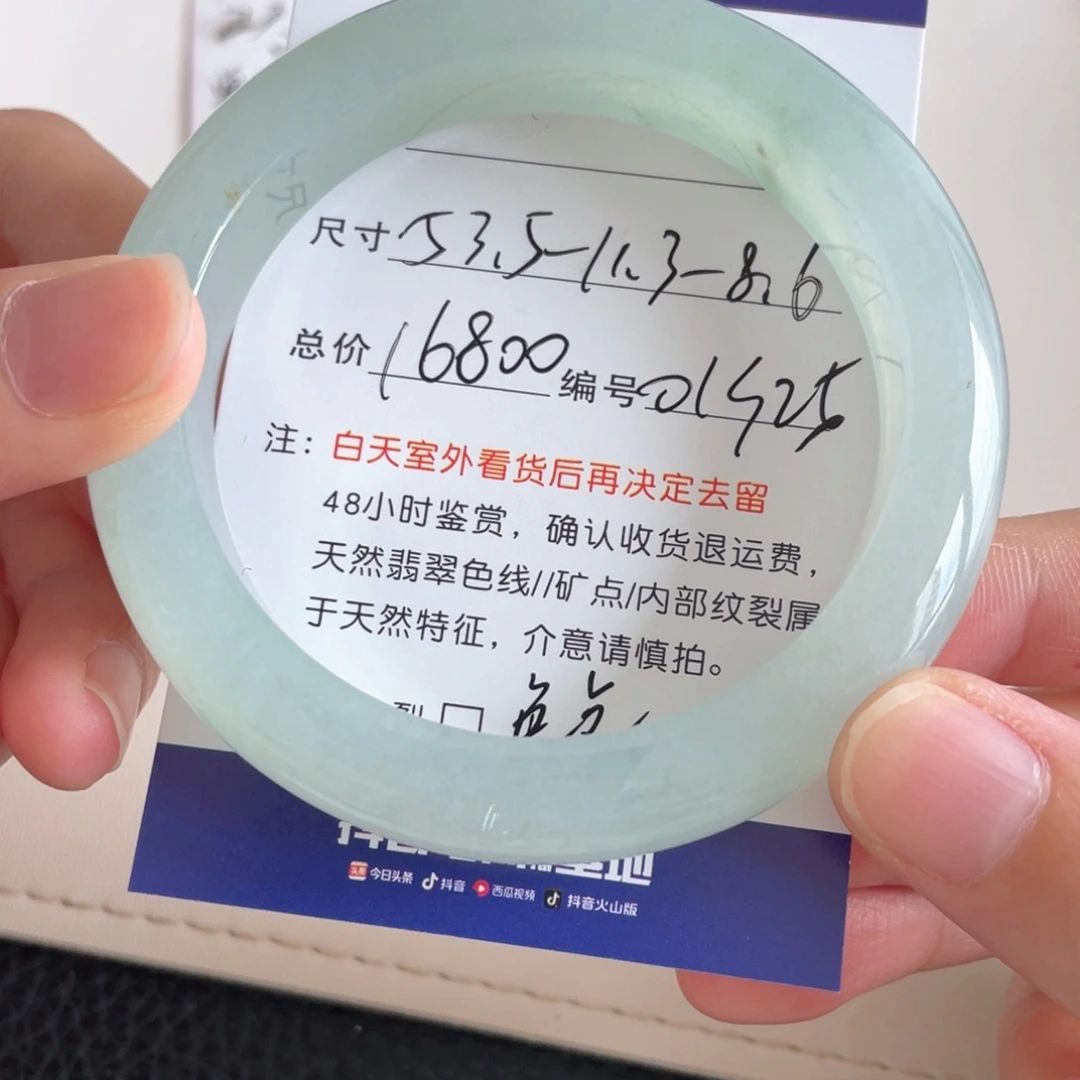 尺寸 53.5-11.3-8.6
总价 16800 编号 01425
注：白天室外看货后再决定去留
48小时鉴赏，确认收货退运费，
天然翡翠色线//矿点/内部纹裂属
于天然特征，介意请慎拍。
今日头条 抖音 西瓜视频 抖音火山版